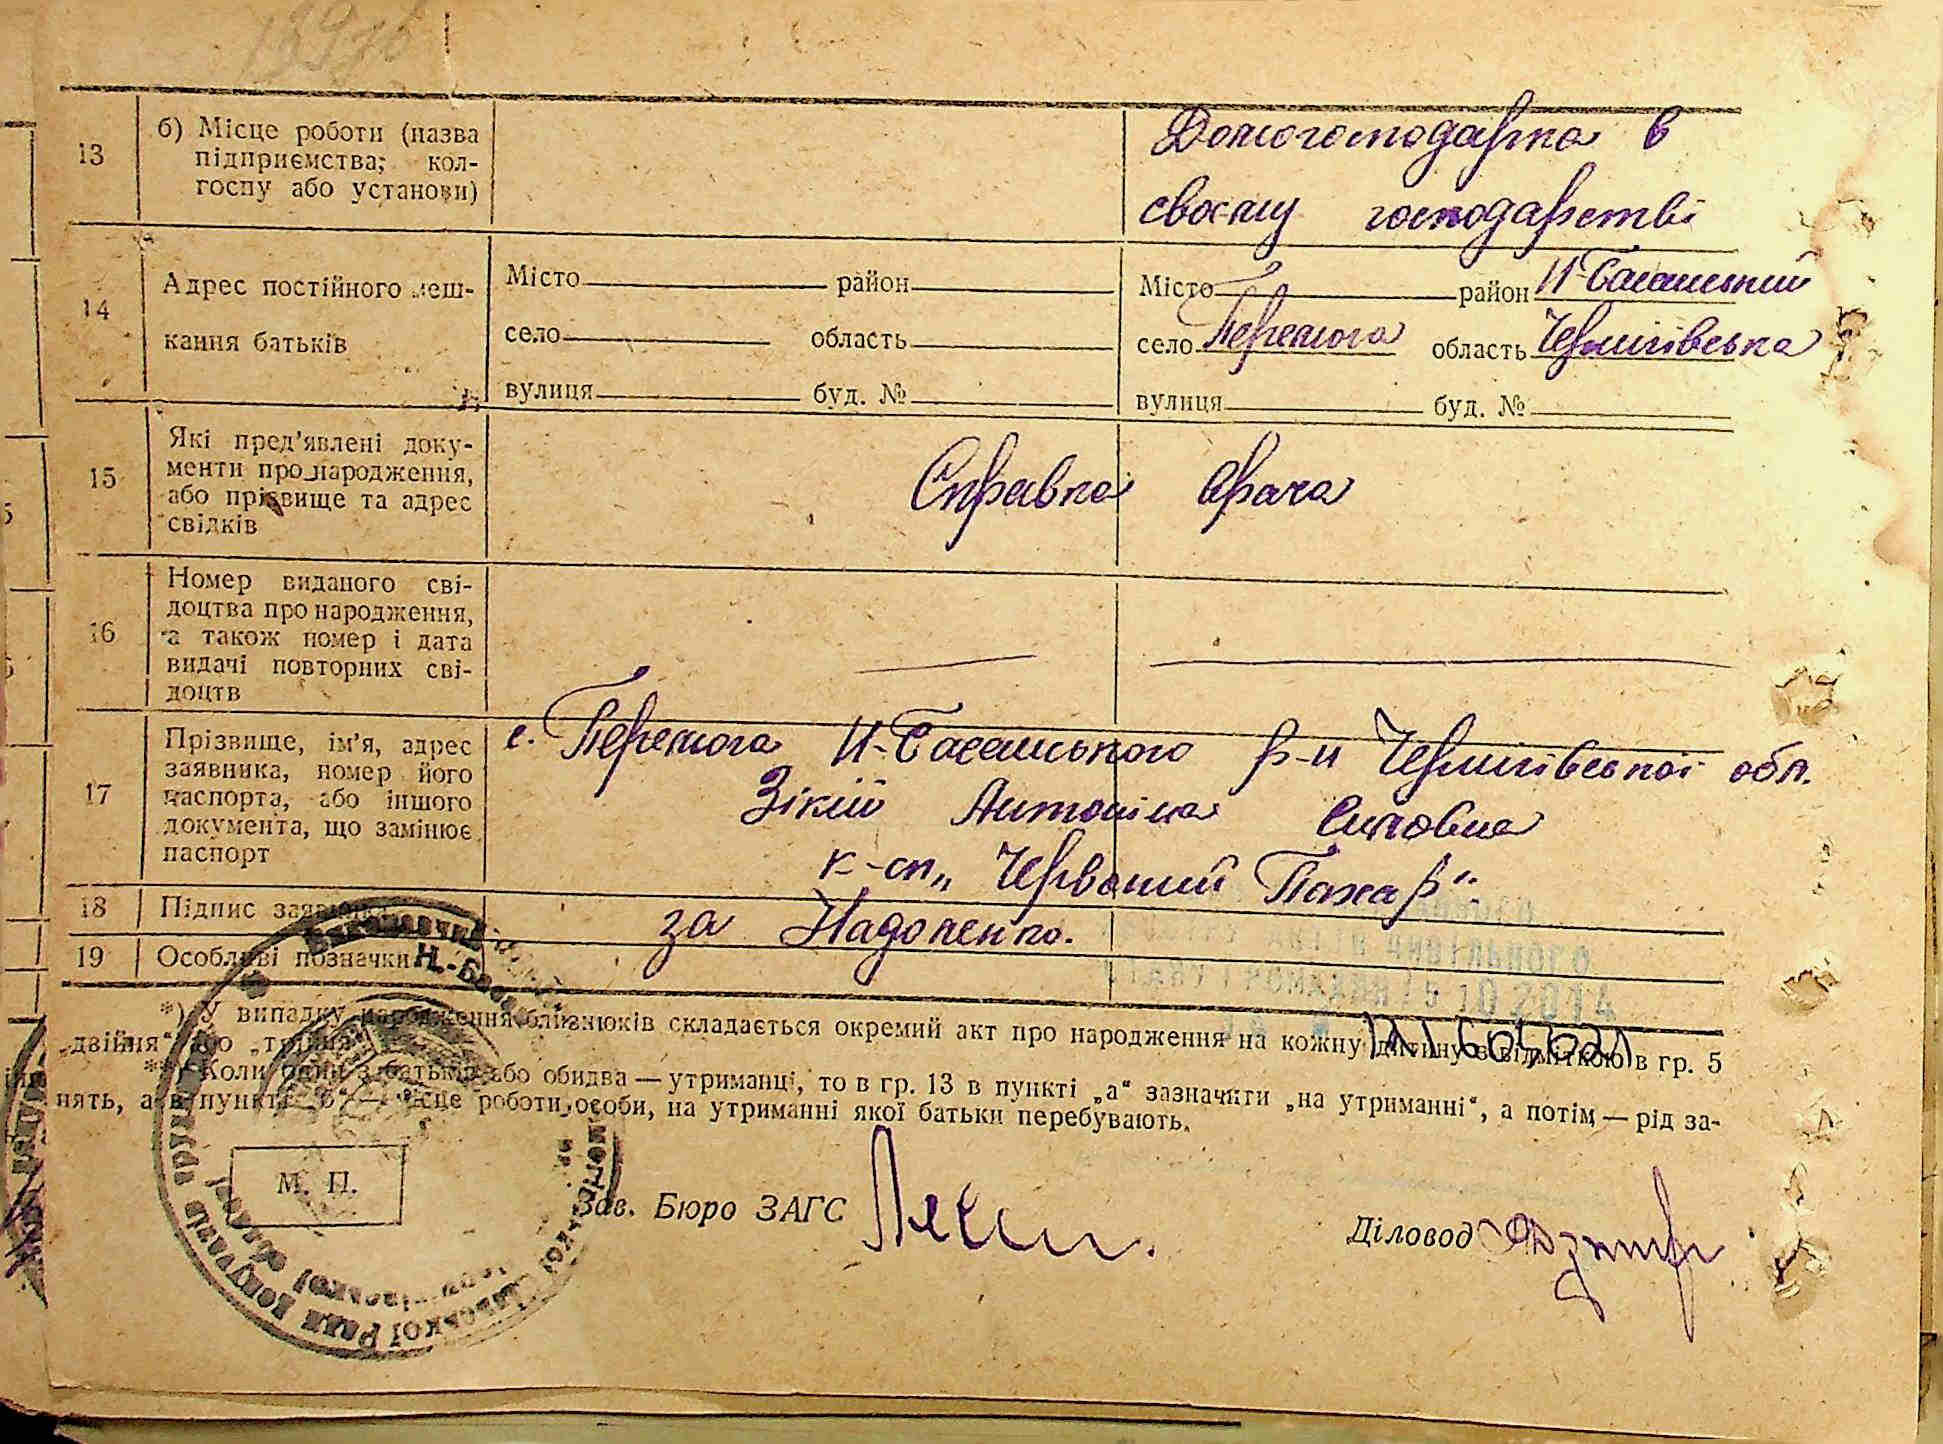 13
б) Місце роботи (назва
підприємства; кол-
госпу або установи)
Домогосподарка в
своєму господарстві
14
Адрес постійного меш-
кання батьків
Місто район
село область
вулиця буд. №
Місто район Н-Басанський
село Перемога область Чернігівська
вулиця буд. №
15
Які пред'явлені доку-
менти про народження,
або прізвище та адрес
свідків
Справка врача
16
Номер виданого сві-
доцтва про народження,
а також номер і дата
видачі повторних сві-
доцтв
17
Прізвище, ім'я, адрес
заявника, номер його
паспорта, або іншого
документа, що замінює
паспорт
с. Перемога Н-Басанського р-н Чернігівської обл.
Зікій Антоніна
к-сп „Червоний Пахар".
18
Підпис заявника
за Надопенко.
19
Особливі позначки
*) У випадку народження близнюків складається окремий акт про народження на кожну дитину з відміткою в гр. 5
„двійня" або „трійня"
**) Коли один з батьків або обидва — утриманці, то в гр. 13 в пункті „а" зазначити „на утриманні", а потім — рід за-
нять, а в пункті „б" — місце роботи особи, на утриманні якої батьки перебувають.
М. П.
Зав. Бюро ЗАГС
Діловод